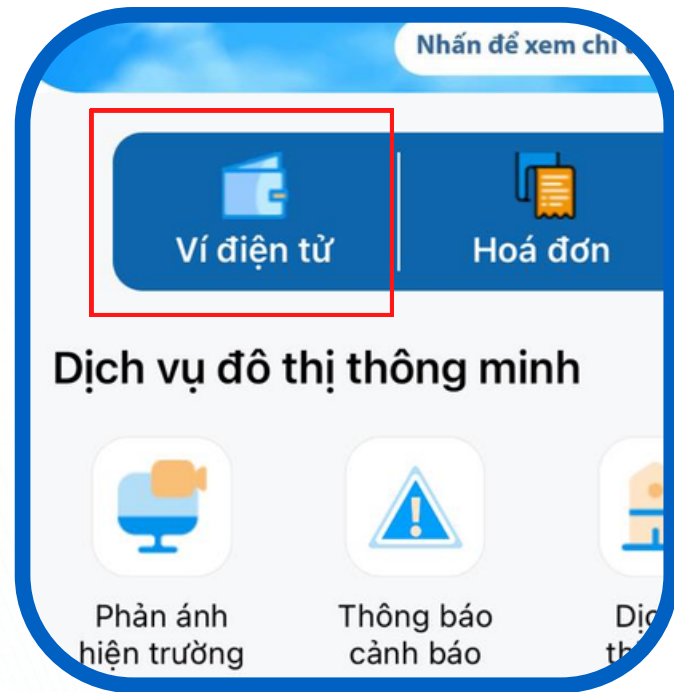 Nhấn để xem chi
Ví điện tử
Hoá đơn
Dịch vụ đô thị thông minh
Phản ánh
hiện trường
Thông báo
cảnh báo